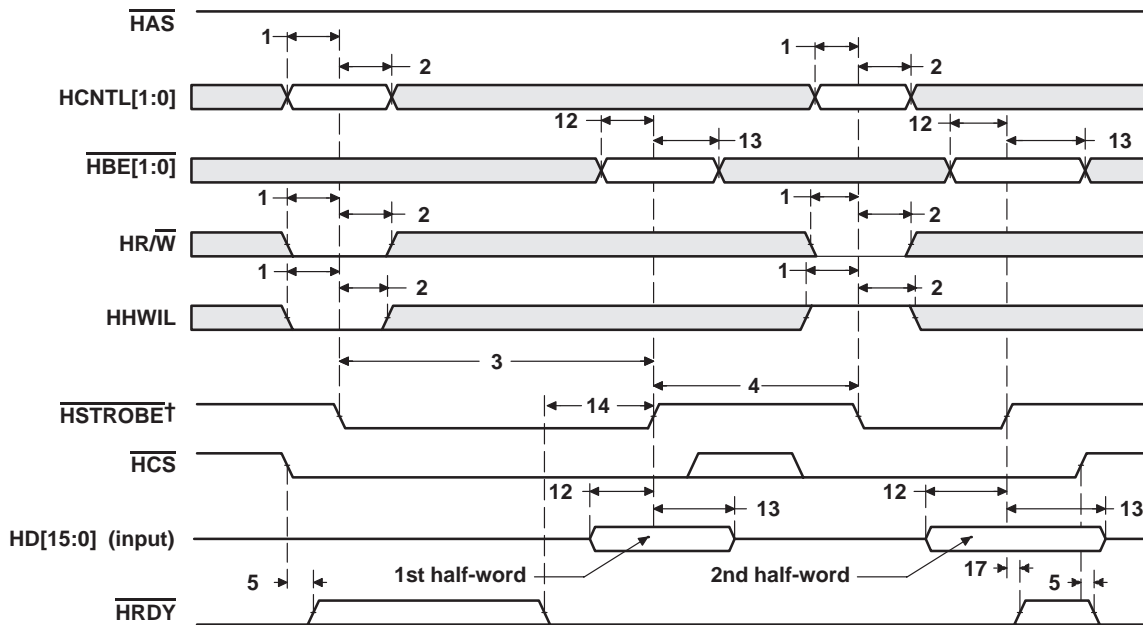 HAS
1
1
2
2
HCNTL[1:0]
12
13
12
13
HBE[1:0]
1
2
1
2
HR/W
1
2
1
2
HHWIL
3
4
14
HSTROBE†
HCS
12
13
12
13
HD[15:0] (input)
1st half-word
2nd half-word
5
17
5
HRDY